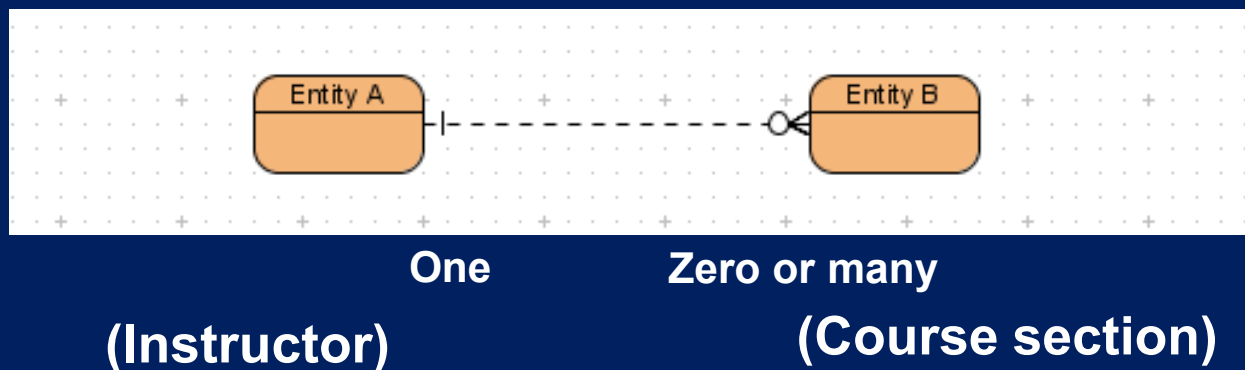 Entity A
Entity B
One
Zero or many
(Instructor)
(Course section)